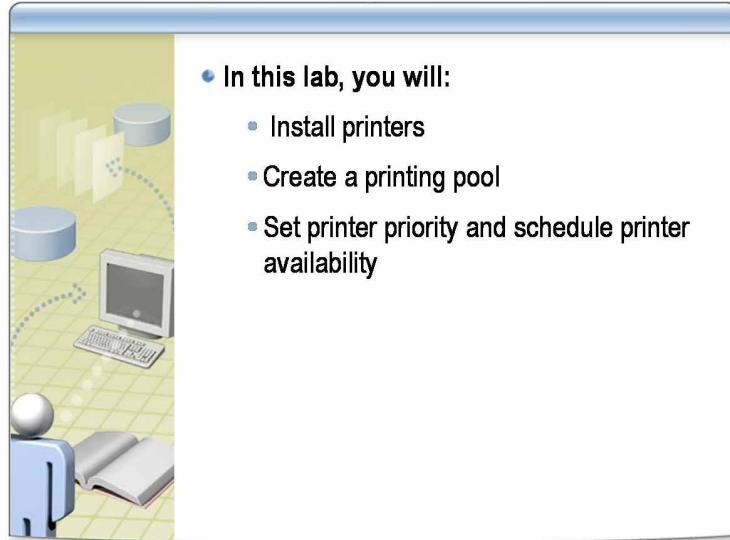 In this lab, you will:
Install printers
Create a printing pool
Set printer priority and schedule printer
availability